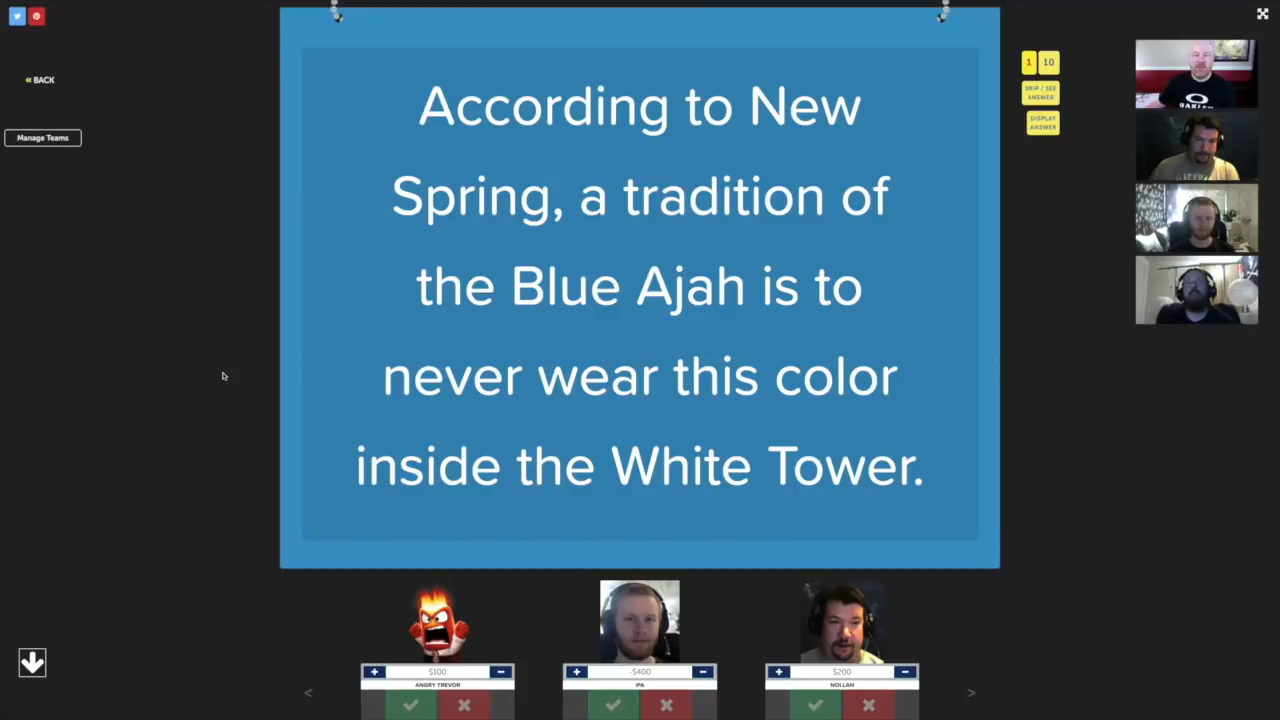 « BACK
Manage Teams
According to New
Spring, a tradition of
the Blue Ajah is to
never wear this color
inside the White Tower.
1 10
SKIP / SEE
ANSWER
DISPLAY
ANSWER
OAKLEY
$100
ANGRY TREVOR
-$400
IPA
$200
NOLLAN